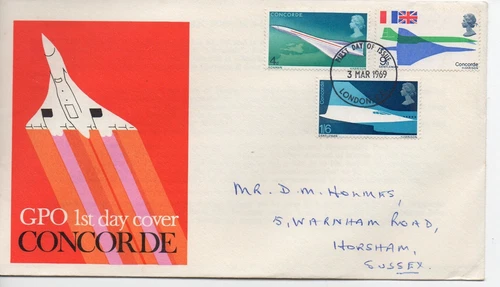 GPO 1st day cover
CONCORDE
CONCORDE
4d
9d
Concorde
FIRST DAY OF ISSUE
3 MAR 1969
LONDON
1/6
MR. D. M. HOLMES,
5, WARNHAM ROAD,
HORSHAM,
SUSSEX.